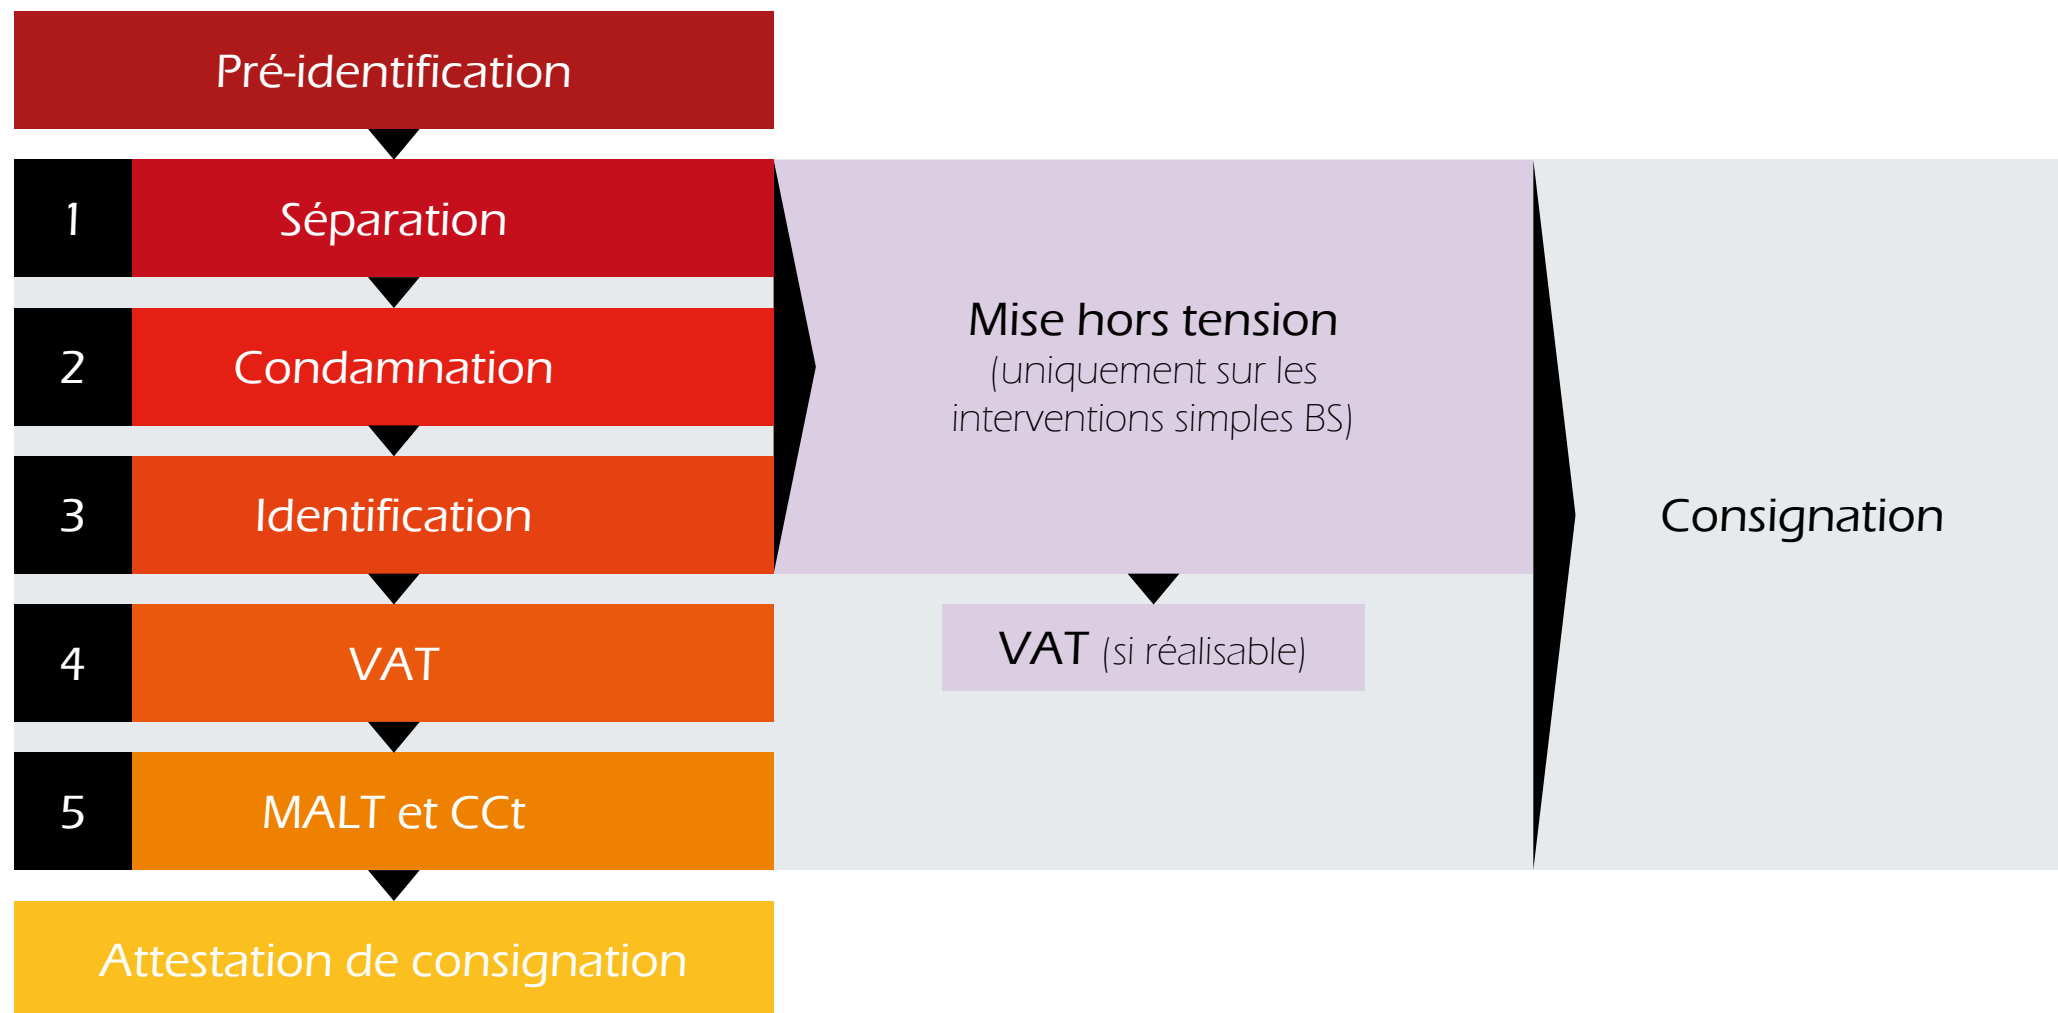 Pré-identification
1 Séparation
2 Condamnation
3 Identification
4 VAT
5 MALT et CCt
Attestation de consignation
Mise hors tension
(uniquement sur les
interventions simples BS)
VAT (si réalisable)
Consignation